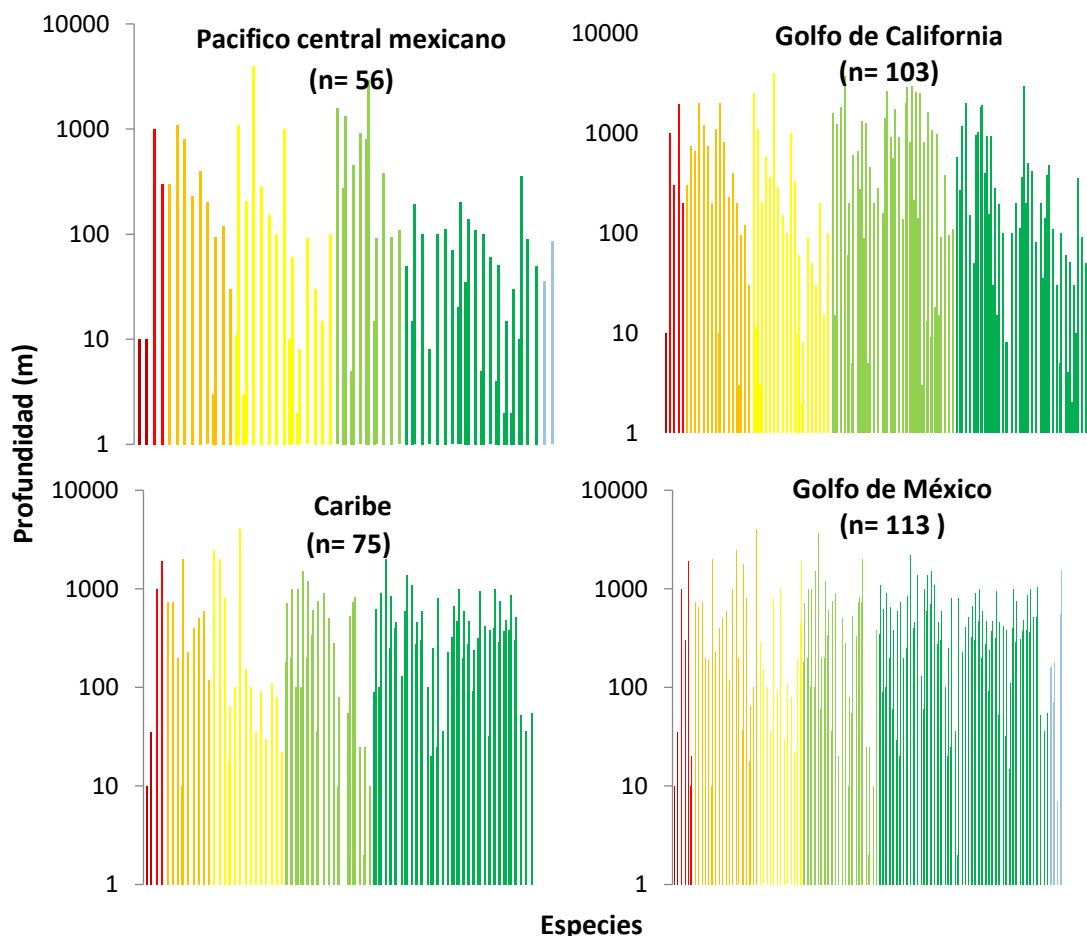 Pacifico central mexicano
(n= 56)
10000
1000
100
10
1
Golfo de California
(n= 103)
10000
1000
100
10
1
Profundidad (m)
Caribe
(n= 75)
10000
1000
100
10
1
Golfo de México
(n= 113 )
10000
1000
100
10
1
Especies